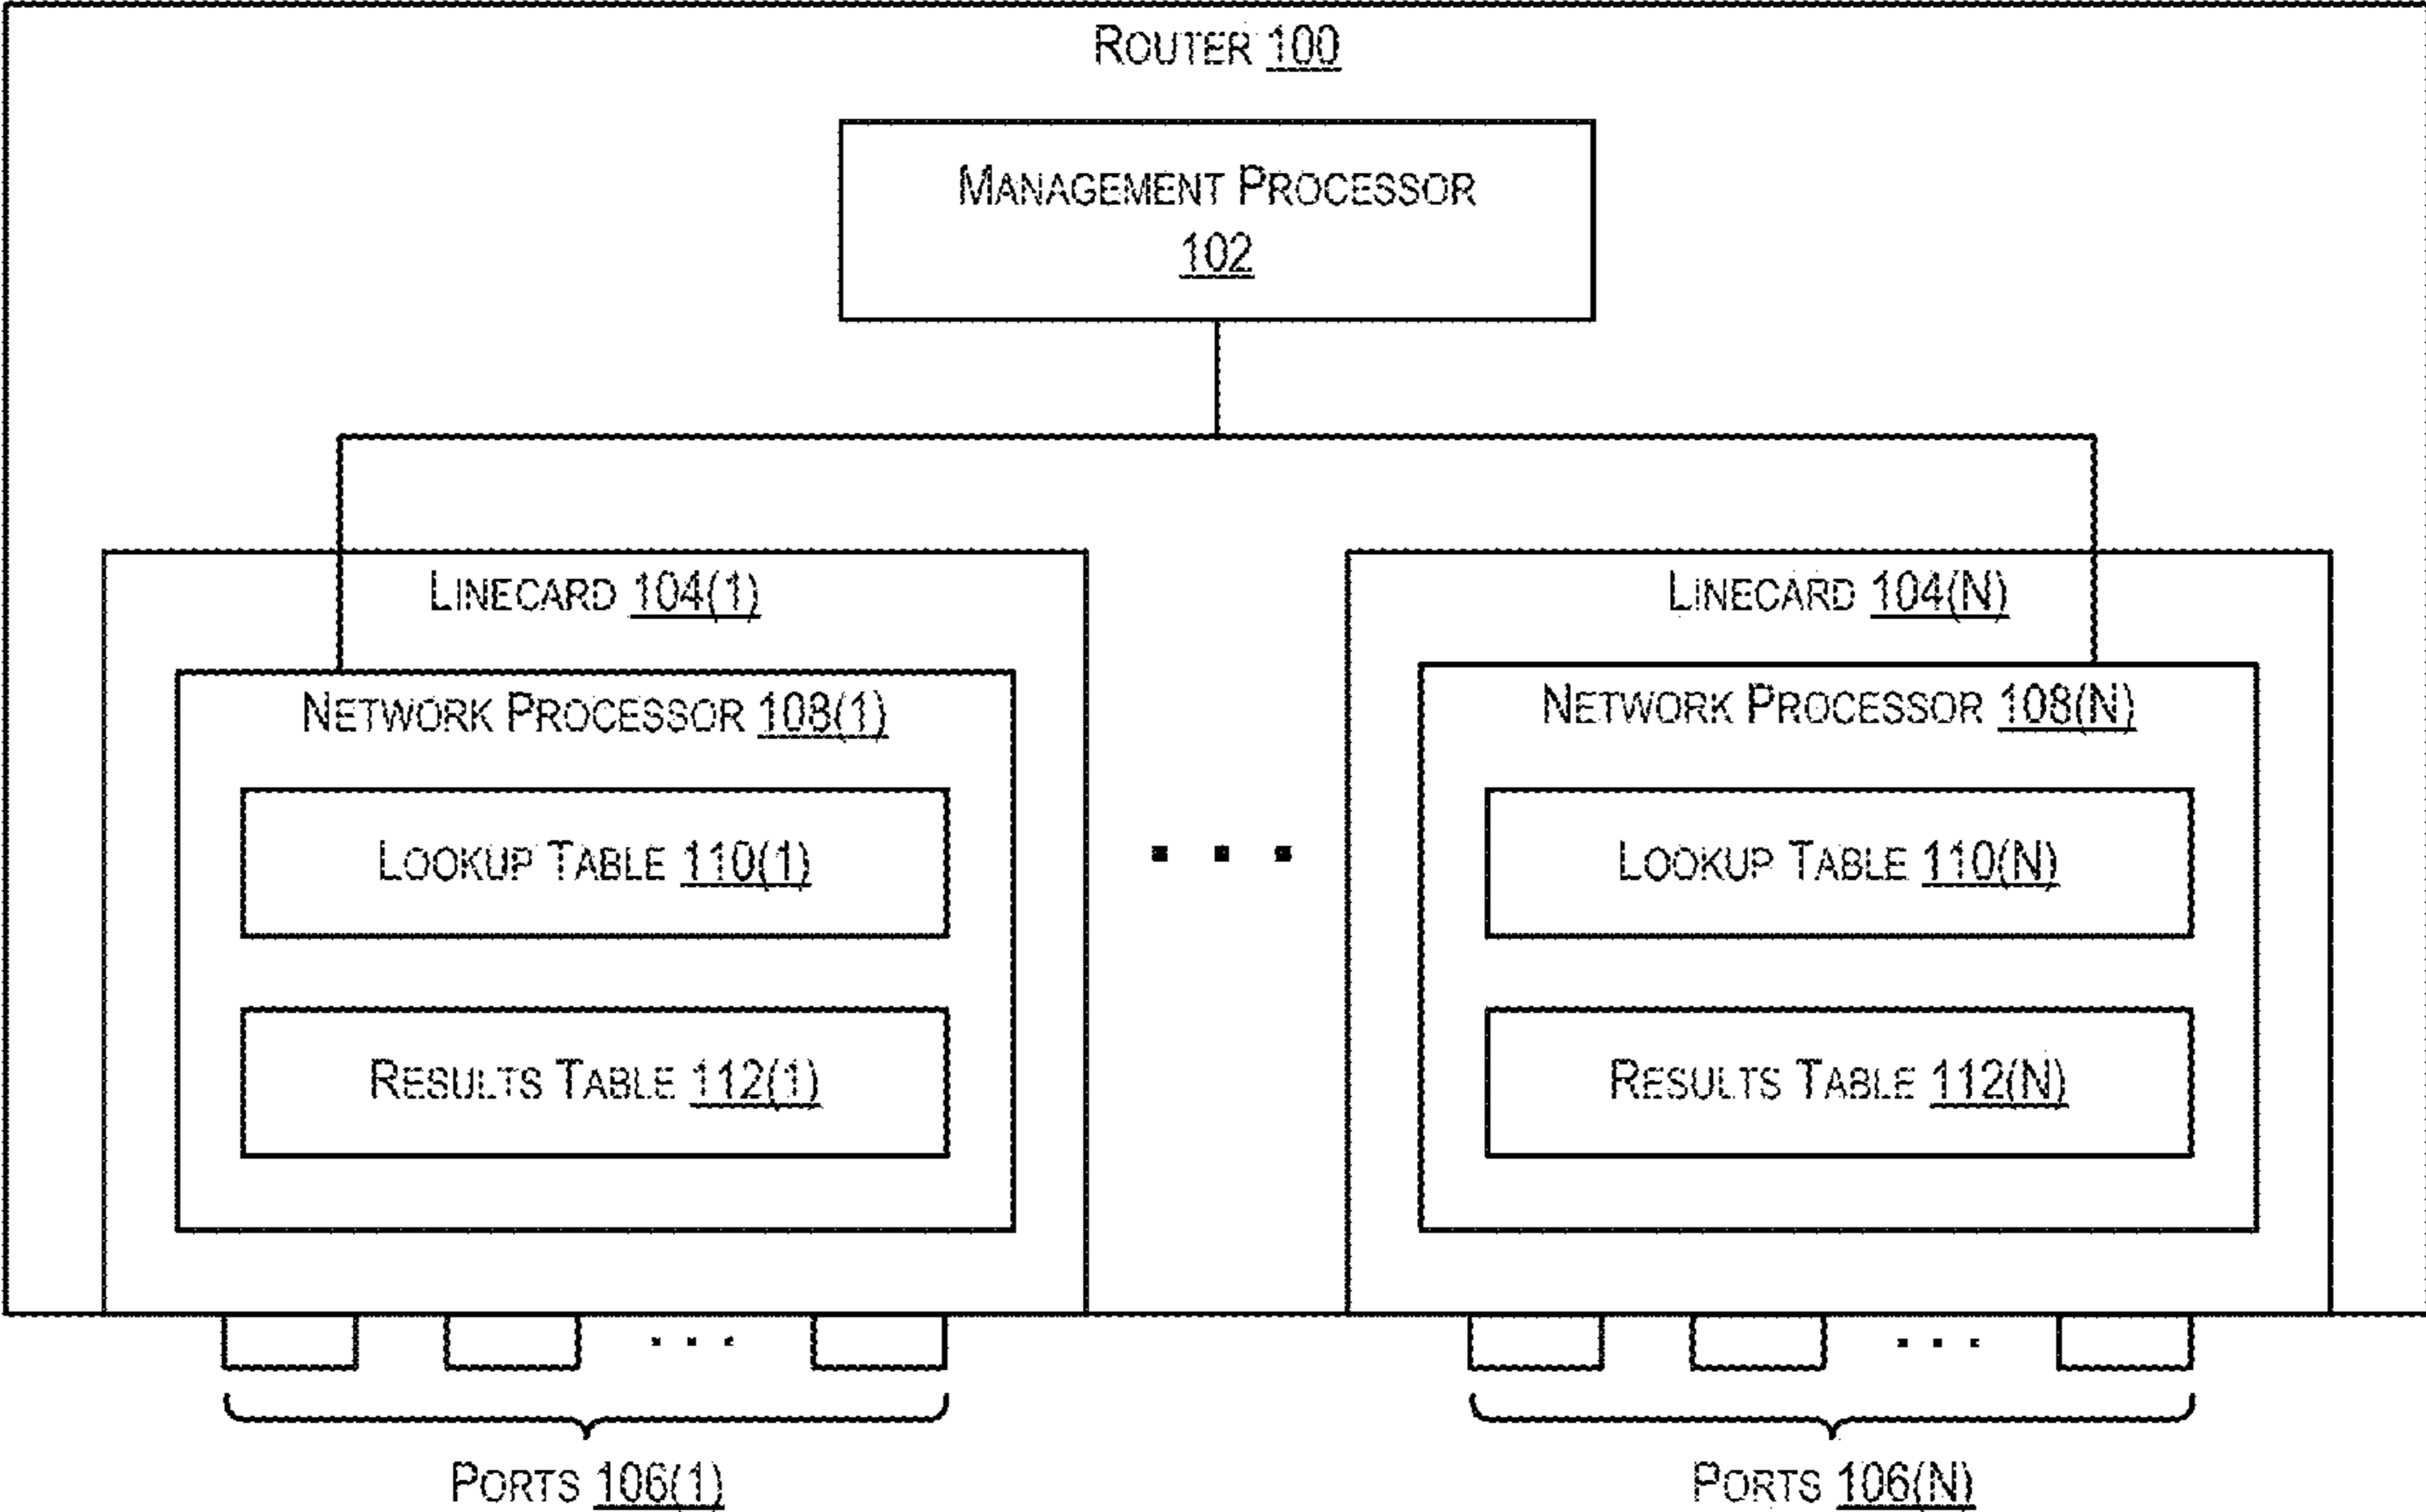 ROUTER 100
MANAGEMENT PROCESSOR
102
LINECARD 104(1)
NETWORK PROCESSOR 108(1)
LOOKUP TABLE 110(1)
RESULTS TABLE 112(1)
PORTS 106(1)
. . .
LINECARD 104(N)
NETWORK PROCESSOR 108(N)
LOOKUP TABLE 110(N)
RESULTS TABLE 112(N)
PORTS 106(N)